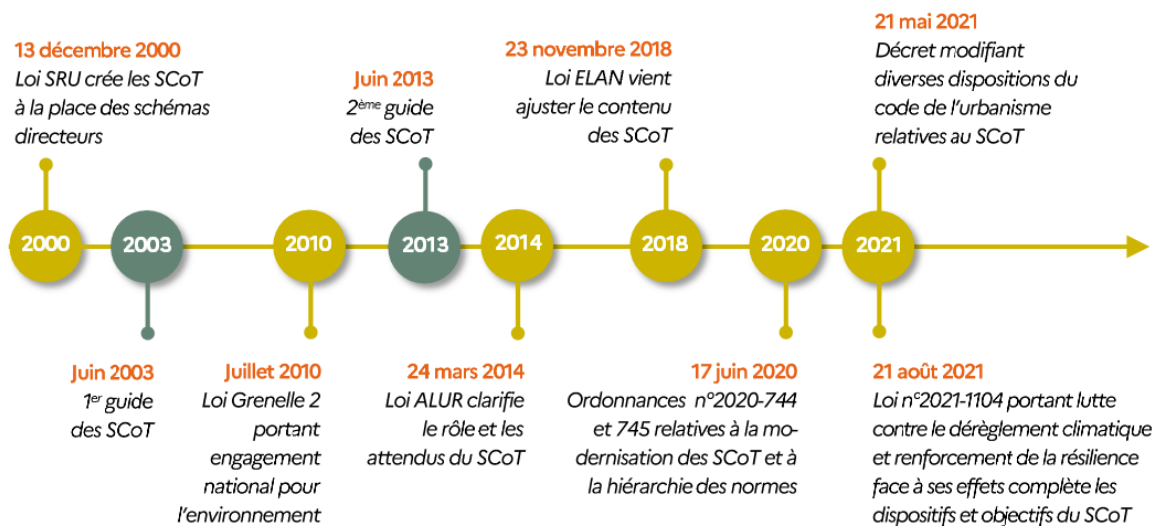 13 décembre 2000
Loi SRU crée les SCoT
à la place des schémas
directeurs
Juin 2013
2ème guide
des SCoT
23 novembre 2018
Loi ELAN vient
ajuster le contenu
des SCoT
21 mai 2021
Décret modifiant
diverses dispositions du
code de l'urbanisme
relatives au SCoT
2000
2003
2010
2013
2014
2018
2020
2021
Juin 2003
1er guide
des SCoT
Juillet 2010
Loi Grenelle 2
portant
engagement
national pour
l'environnement
24 mars 2014
Loi ALUR clarifie
le rôle et les
attendus du SCoT
17 juin 2020
Ordonnances n°2020-744
et 745 relatives à la mo-
dernisation des SCoT et à
la hiérarchie des normes
21 août 2021
Loi n°2021-1104 portant lutte
contre le dérèglement climatique
et renforcement de la résilience
face à ses effets complète les
dispositifs et objectifs du SCoT